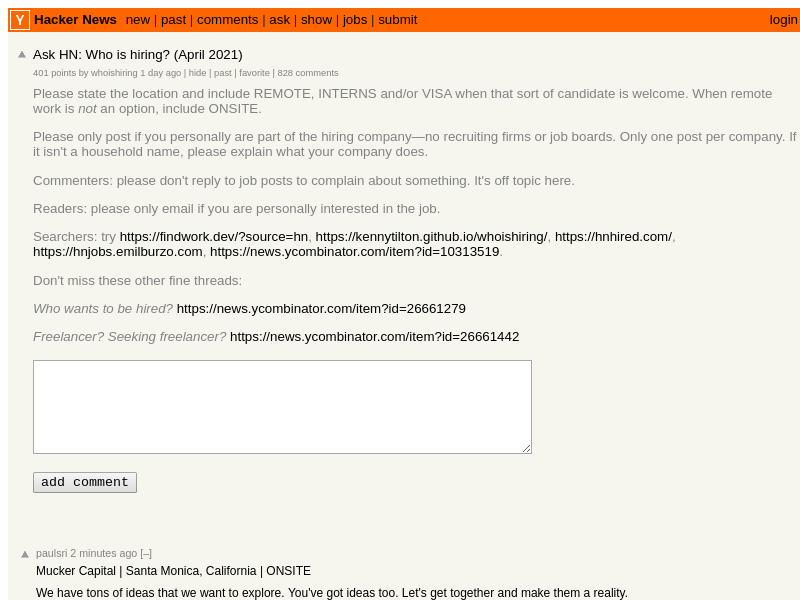 Y Hacker News new | past | comments | ask | show | jobs | submit login
Ask HN: Who is hiring? (April 2021)
401 points by whoishiring 1 day ago | hide | past | favorite | 828 comments
Please state the location and include REMOTE, INTERNS and/or VISA when that sort of candidate is welcome. When remote
work is not an option, include ONSITE.
Please only post if you personally are part of the hiring company—no recruiting firms or job boards. Only one post per company. If
it isn't a household name, please explain what your company does.
Commenters: please don't reply to job posts to complain about something. It's off topic here.
Readers: please only email if you are personally interested in the job.
Searchers: try https://findwork.dev/?source=hn, https://kennytilton.github.io/whoishiring/, https://hnhired.com/,
https://hnjobs.emilburzo.com, https://news.ycombinator.com/item?id=10313519.
Don't miss these other fine threads:
Who wants to be hired? https://news.ycombinator.com/item?id=26661279
Freelancer? Seeking freelancer? https://news.ycombinator.com/item?id=26661442
add comment
paulsri 2 minutes ago [–]
Mucker Capital | Santa Monica, California | ONSITE
We have tons of ideas that we want to explore. You've got ideas too. Let's get together and make them a reality.